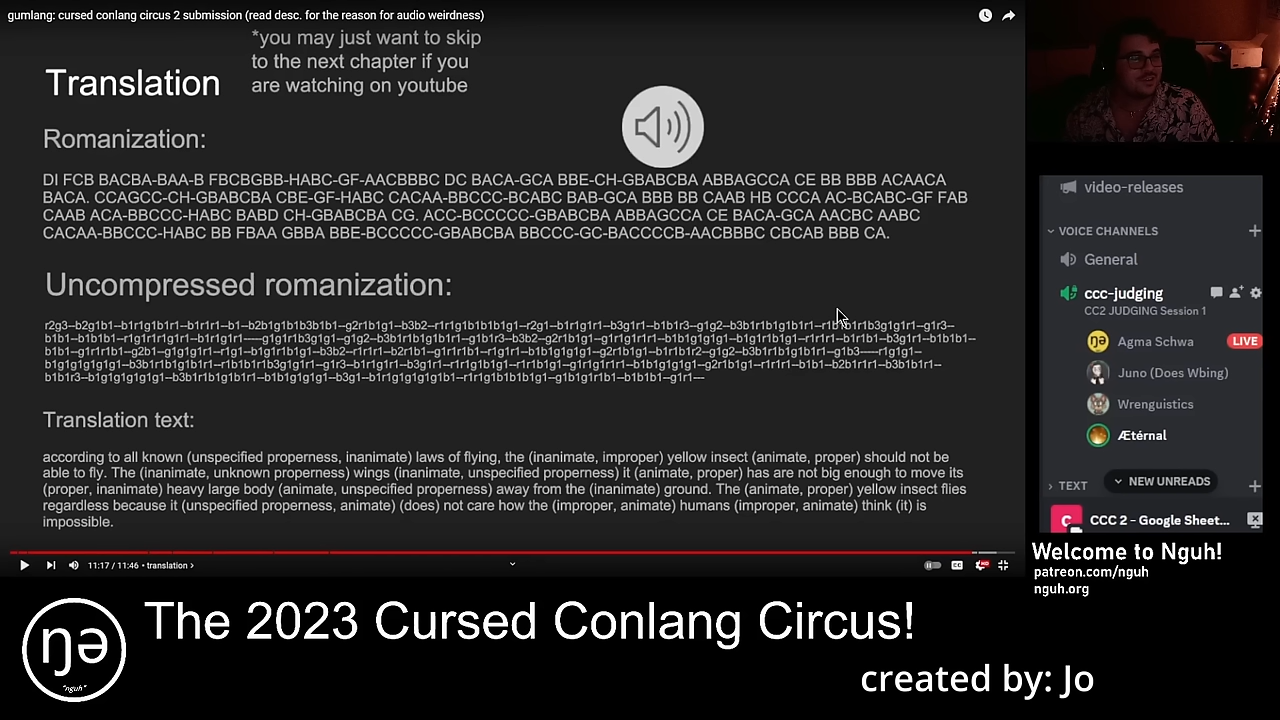 gumlang: cursed conlang circus 2 submission (read desc. for the reason for audio weirdness)
*you may just want to skip
to the next chapter if you
are watching on youtube
Translation
Romanization:
DI FCB BACBA-BAA-B FBCBGBB-HABC-GF-AACBBBC DC BACA-GCA BBE-CH-GBABCBA ABBAGCCA CE BB BBB ACAACA
BACA. CCAGCC-CH-GBABCBA CBE-GF-HABC CACAA-BBCCC-BCABC BAB-GCA BBB BB CAAB HB CCCA AC-BCABC-GF FAB
CAAB ACA-BBCCC-HABC BABD CH-GBABCBA CG. ACC-BCCCCC-GBABCBA ABBAGCCA CE BACA-GCA AACBC AABC
CACAA-BBCCC-HABC BB FBAA GBBA BBE-BCCCCC-GBABCBA BBCCC-GC-BACCCCB-AACBBBC CBCAB BBB CA.
Uncompressed romanization:
Translation text:
according to all known (unspecified properness, inanimate) laws of flying, the (inanimate, improper) yellow insect (animate, proper) should not be
able to fly. The (inanimate, unknown properness) wings (inanimate, unspecified properness) it (animate, proper) has are not big enough to move its
(proper, inanimate) heavy large body (animate, unspecified properness) away from the (inanimate) ground. The (animate, proper) yellow insect flies
regardless because it (unspecified properness, animate) (does) not care how the (improper, animate) humans (improper, animate) think (it) is
impossible.
11:17 / 11:46 • translation ›
video-releases
VOICE CHANNELS
General
ccc-judging
CC2 JUDGING Session 1
Agma Schwa
LIVE
Juno (Does Wbing)
Wrenguistics
Ætérnal
TEXT
NEW UNREADS
CCC 2 - Google Sheet...
Welcome to Nguh!
patreon.com/nguh
nguh.org
ŋə
"nguh"
The 2023 Cursed Conlang Circus!
created by: Jo